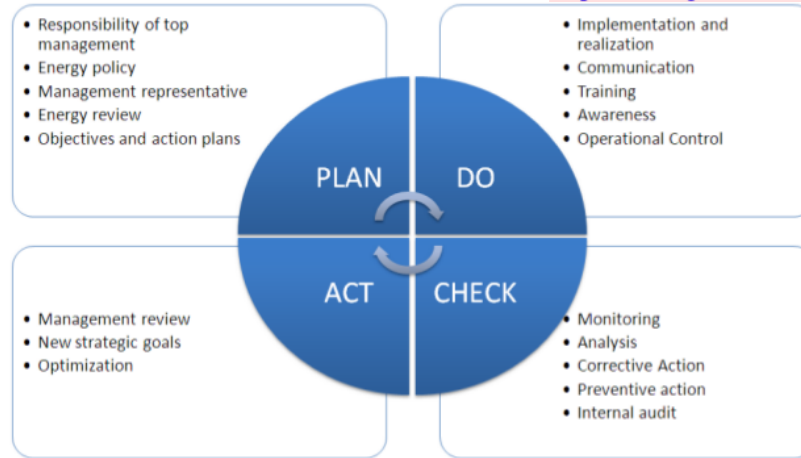 • Responsibility of top
management
• Energy policy
• Management representative
• Energy review
• Objectives and action plans
• Implementation and
realization
• Communication
• Training
• Awareness
• Operational Control
PLAN
DO
ACT
CHECK
• Management review
• New strategic goals
• Optimization
• Monitoring
• Analysis
• Corrective Action
• Preventive action
• Internal audit